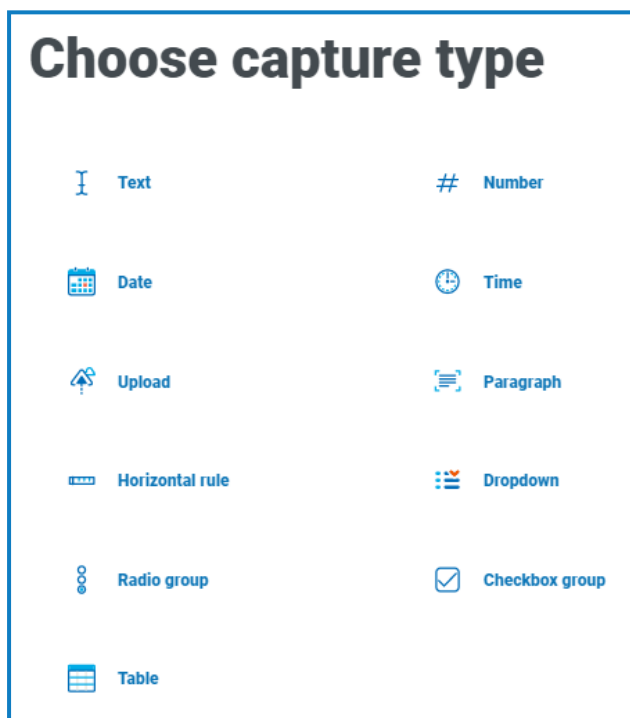 Choose capture type
Text
Number
Date
Time
Upload
Paragraph
Horizontal rule
Dropdown
Radio group
Checkbox group
Table